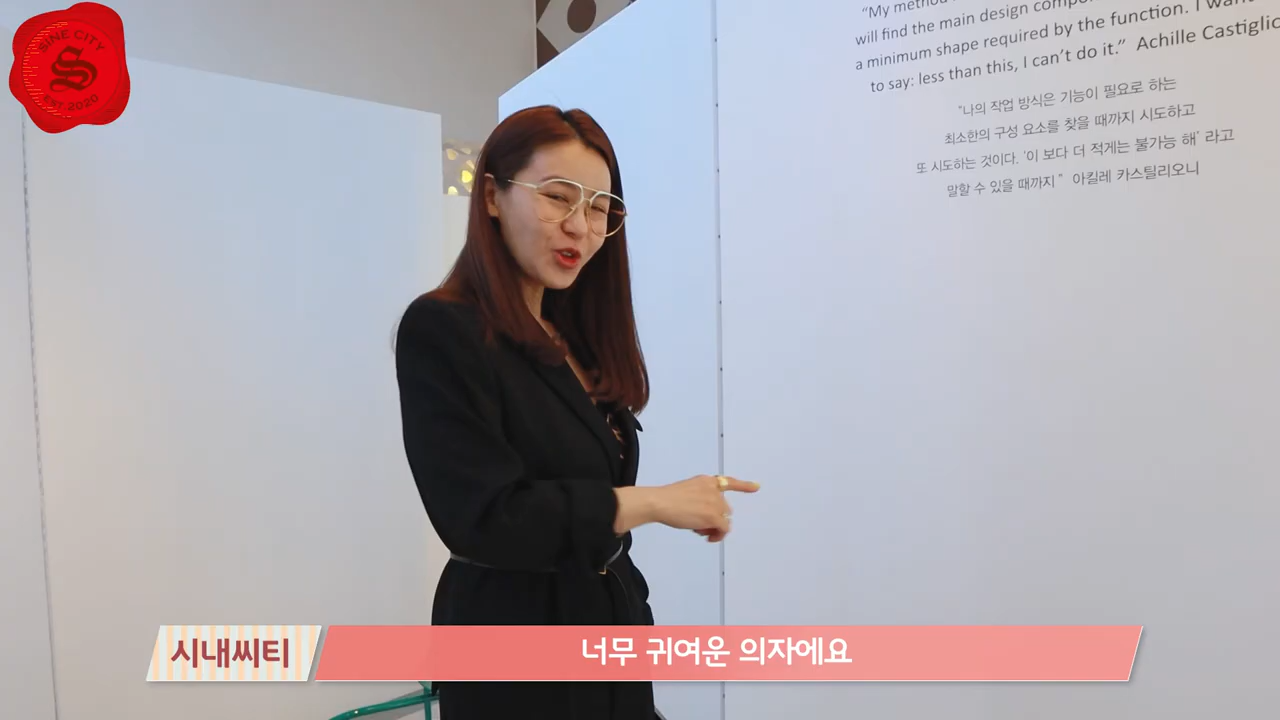 SINE CITY
S
EST 2020
"My method
will find the main design
a minimum shape required by the function. I want
to say: less than this, I can't do it." Achille
"나의 작업 방식은 기능이 필요로 하는
최소한의 구성 요소를 찾을 때까지 시도하고
또 시도하는 것이다. '이 보다 더 적게는 불가능 해' 라고
말할 수 있을 때까지" 아킬레 카스틸리오니
시내씨티
너무 귀여운 의자에요